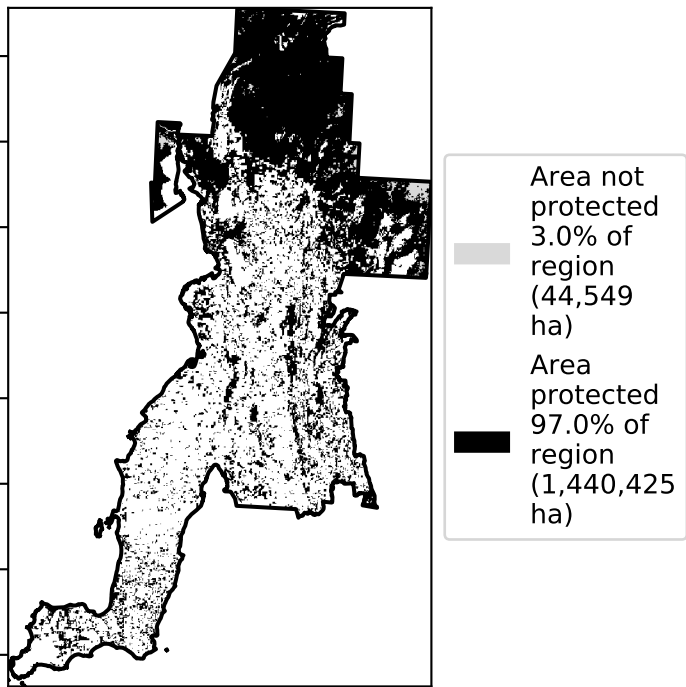 Area not
protected
3.0% of
region
(44,549
ha)
Area
protected
97.0% of
region
(1,440,425
ha)